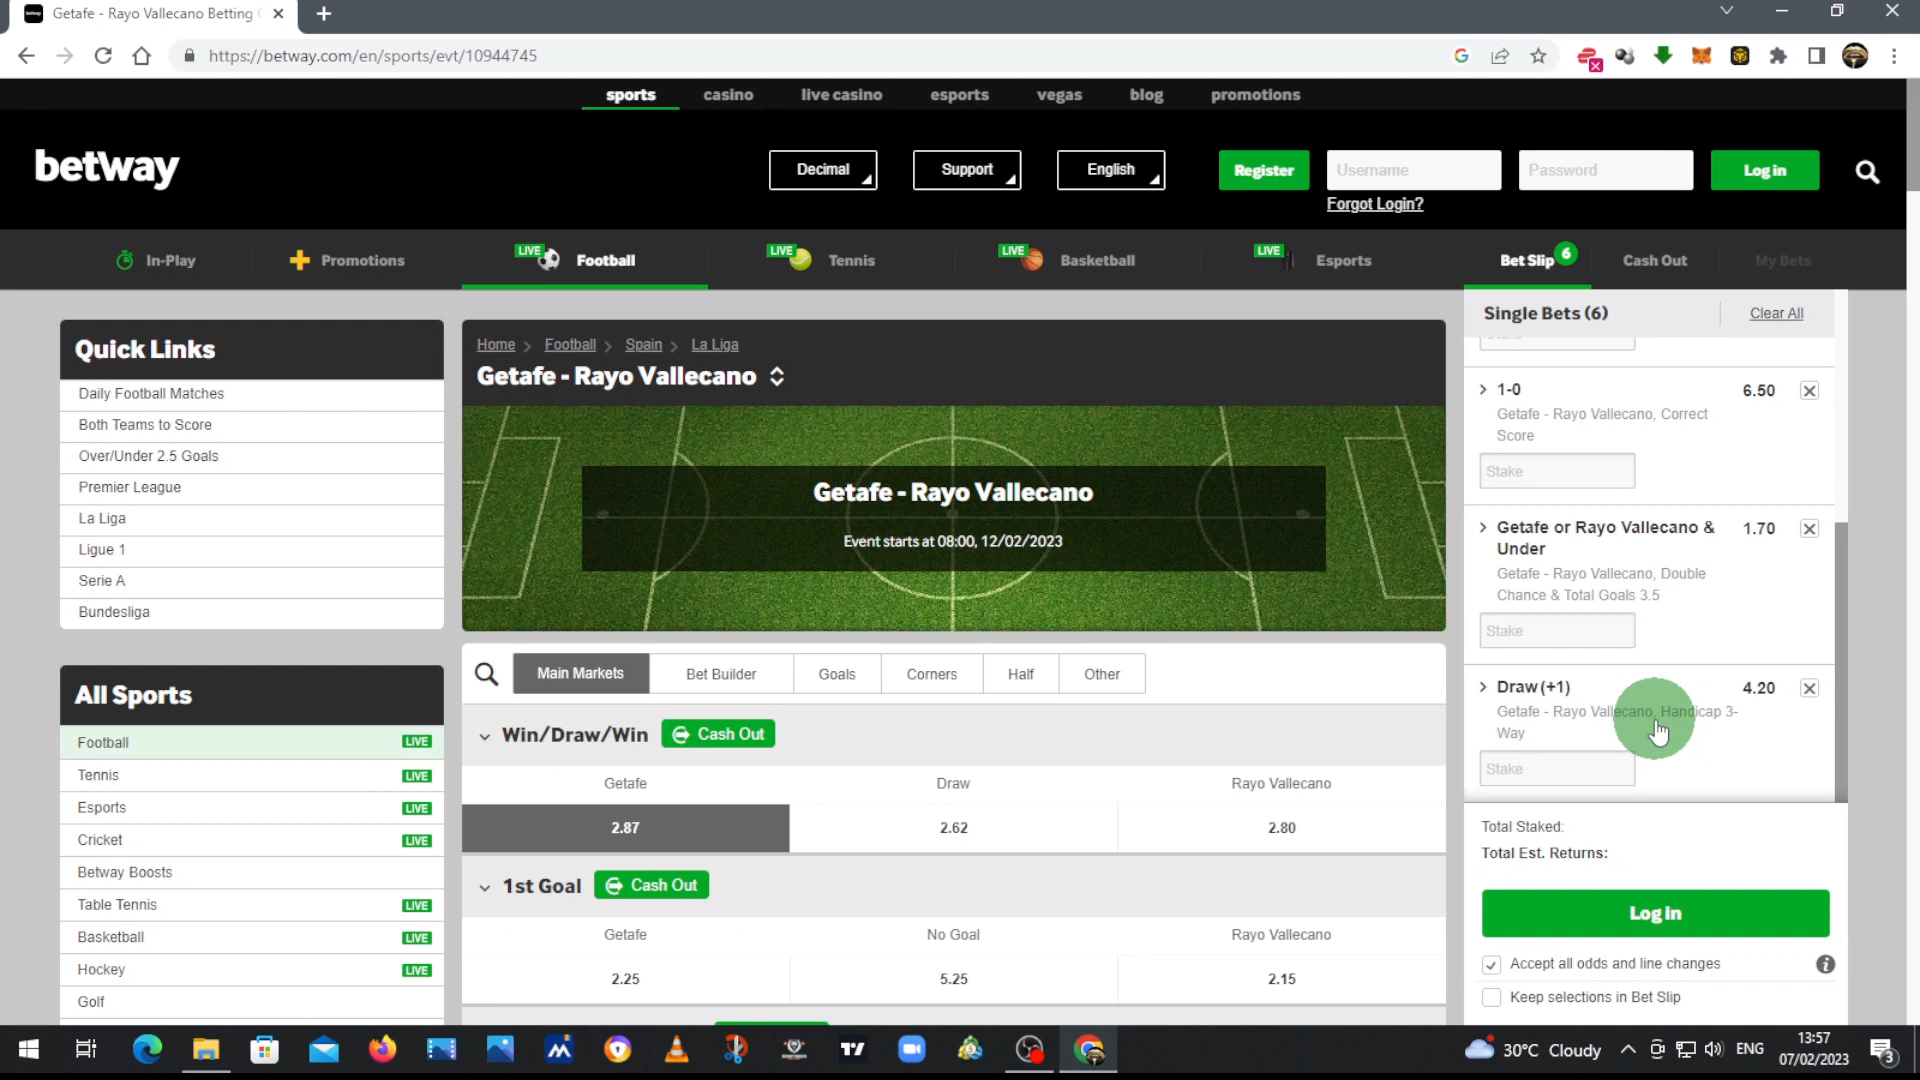 Getafe - Rayo Vallecano Betting
https://betway.com/en/sports/evt/10944745
sports casino live casino esports vegas blog promotions
betway
Decimal Support English Register Username Password Log in
Forgot Login?
In-Play Promotions LIVE Football LIVE Tennis LIVE Basketball LIVE Esports Bet Slip 6 Cash Out My Bets
Quick Links
Daily Football Matches
Both Teams to Score
Over/Under 2.5 Goals
Premier League
La Liga
Ligue 1
Serie A
Bundesliga
All Sports
Football LIVE
Tennis LIVE
Esports LIVE
Cricket LIVE
Betway Boosts
Table Tennis LIVE
Basketball LIVE
Hockey LIVE
Golf
Home > Football > Spain > La Liga
Getafe - Rayo Vallecano
Getafe - Rayo Vallecano
Event starts at 08:00, 12/02/2023
Main Markets Bet Builder Goals Corners Half Other
Win/Draw/Win Cash Out
Getafe Draw Rayo Vallecano
2.87 2.62 2.80
1st Goal Cash Out
Getafe No Goal Rayo Vallecano
2.25 5.25 2.15
Single Bets (6) Clear All
1-0 6.50
Getafe - Rayo Vallecano, Correct
Score
Stake
Getafe or Rayo Vallecano & 1.70
Under
Getafe - Rayo Vallecano, Double
Chance & Total Goals 3.5
Stake
Draw (+1) 4.20
Getafe - Rayo Vallecano, Handicap 3-
Way
Stake
Total Staked:
Total Est. Returns:
Log in
Accept all odds and line changes
Keep selections in Bet Slip
30°C Cloudy ENG 13:57
07/02/2023 3